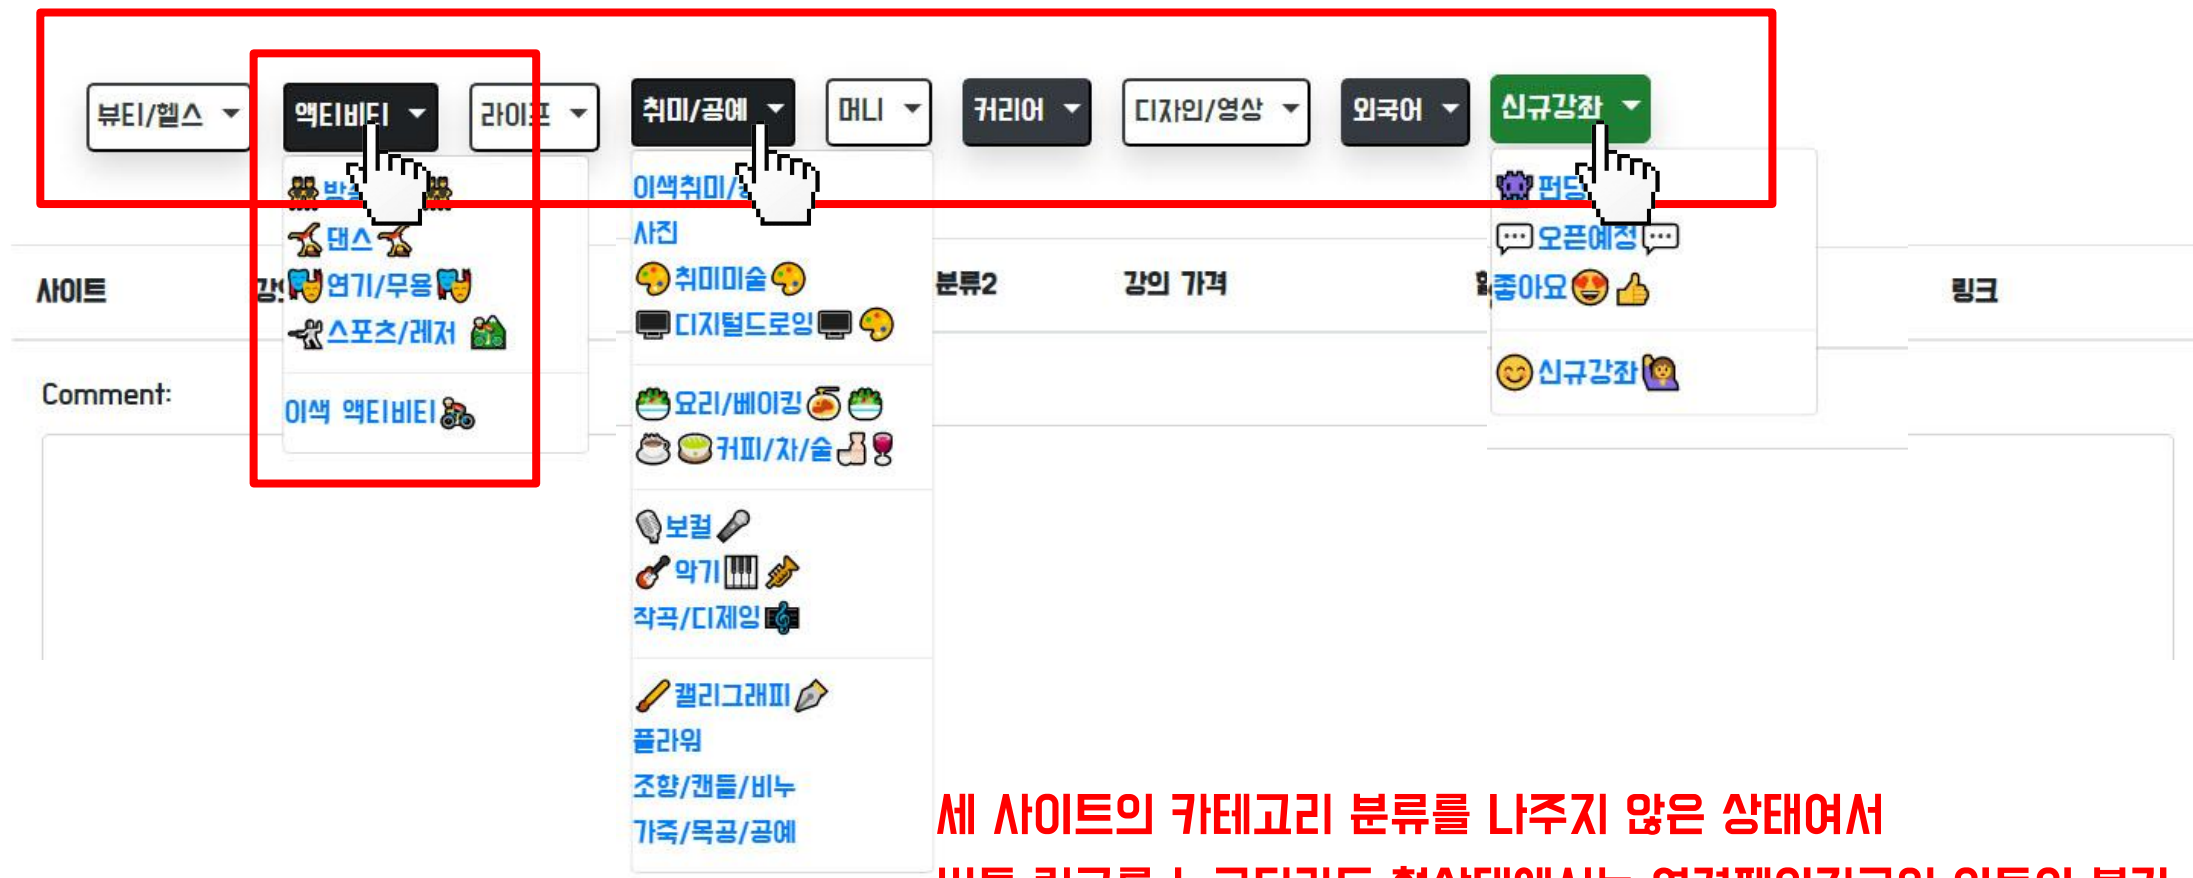 뷰티/헬스 액티비티 라이프 취미/공예 머니 커리어 디자인/영상 외국어 신규강좌
댄스
연기/무용
스포츠/레저
이색 액티비티
이색취미/
사진
취미미술
디지털드로잉
요리/베이킹
커피/차/술
보컬
악기
작곡/디제잉
캘리그래피
플라워
조향/캔들/비누
가죽/목공/공예
펀딩
오픈예정
좋아요
신규강좌
사이트 분류2 강의 가격 링크
Comment:
세 사이트의 카테고리 분류를 나주지 않은 상태여서